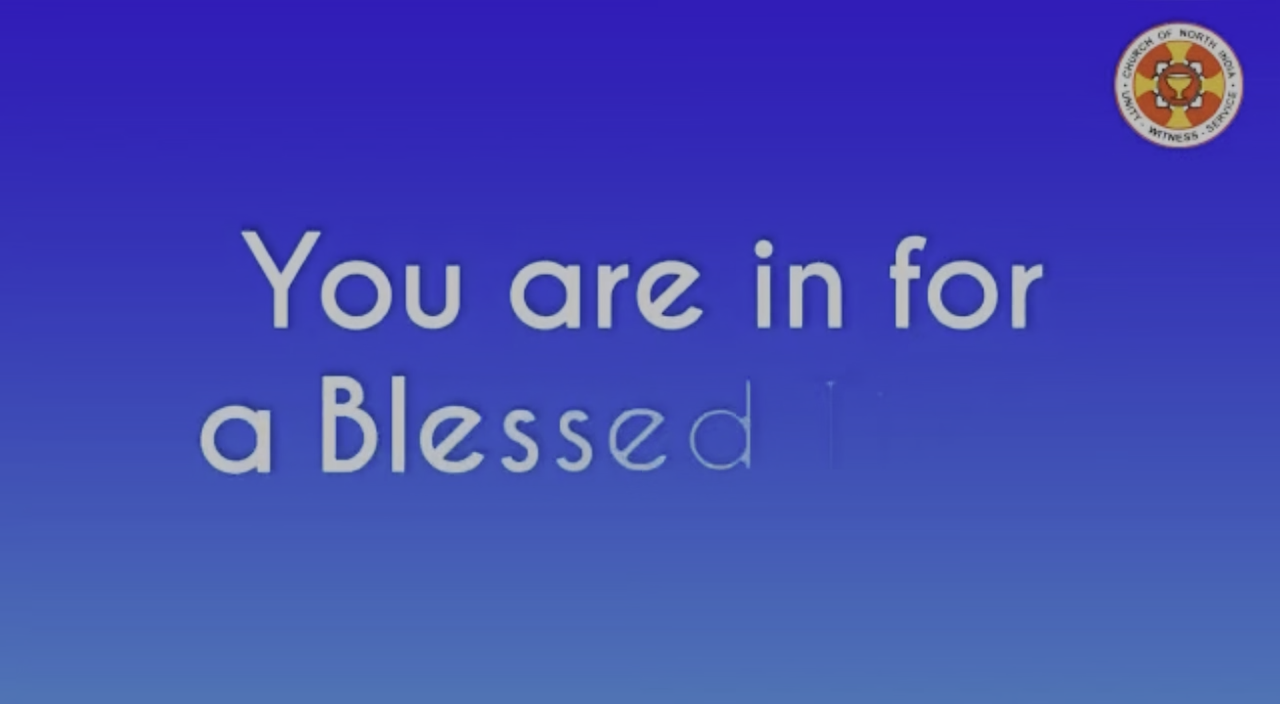 CHURCH OF NORTH INDIA
UNITY - WITNESS - SERVICE
You are in for
a Blessed